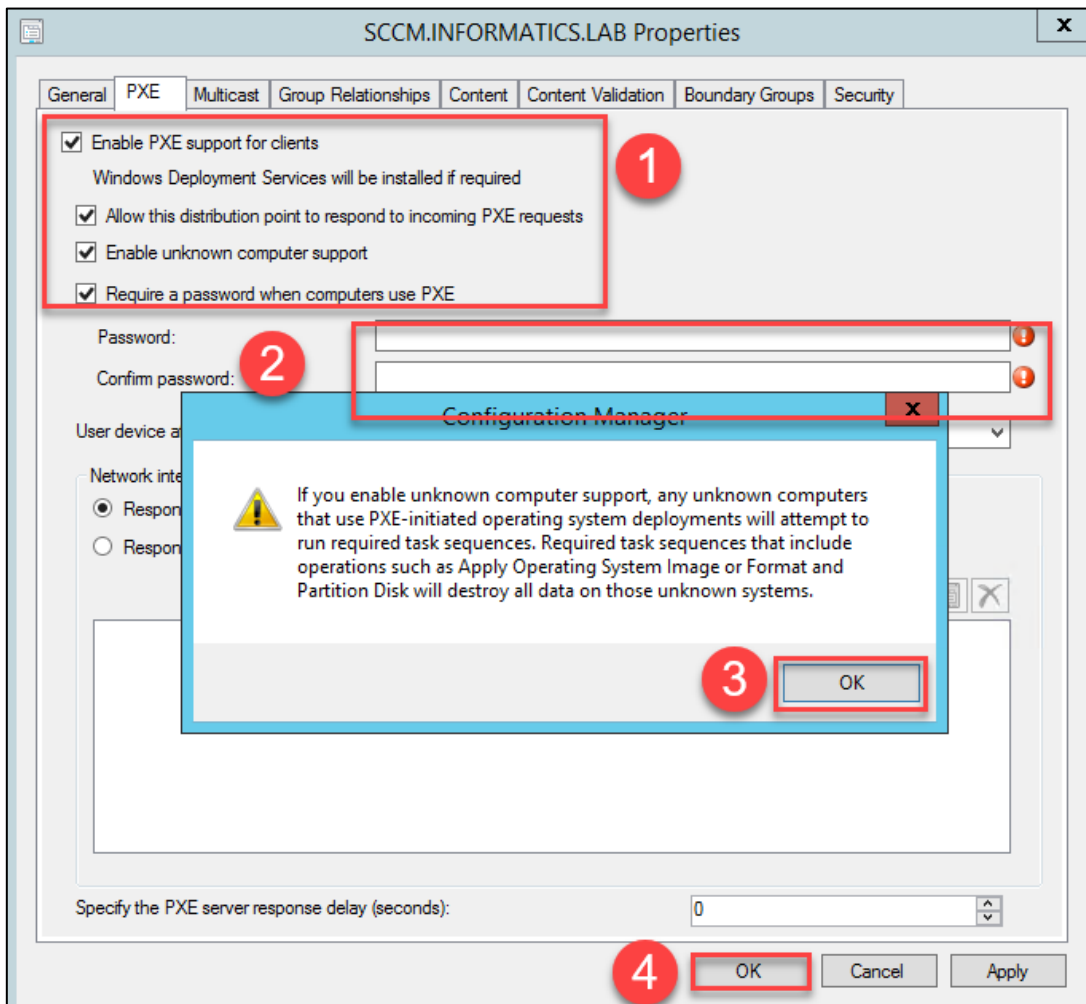 SCCM.INFORMATICS.LAB Properties
x
General PXE Multicast Group Relationships Content Content Validation Boundary Groups Security
Enable PXE support for clients
1
Windows Deployment Services will be installed if required
Allow this distribution point to respond to incoming PXE requests
Enable unknown computer support
Require a password when computers use PXE
Password:
2
Confirm password:
Configuration Manager
x
User device
Network
If you enable unknown computer support, any unknown computers
that use PXE-initiated operating system deployments will attempt to
run required task sequences. Required task sequences that include
operations such as Apply Operating System Image or Format and
Partition Disk will destroy all data on those unknown systems.
3
OK
Specify the PXE server response delay (seconds):
0
4
OK Cancel Apply